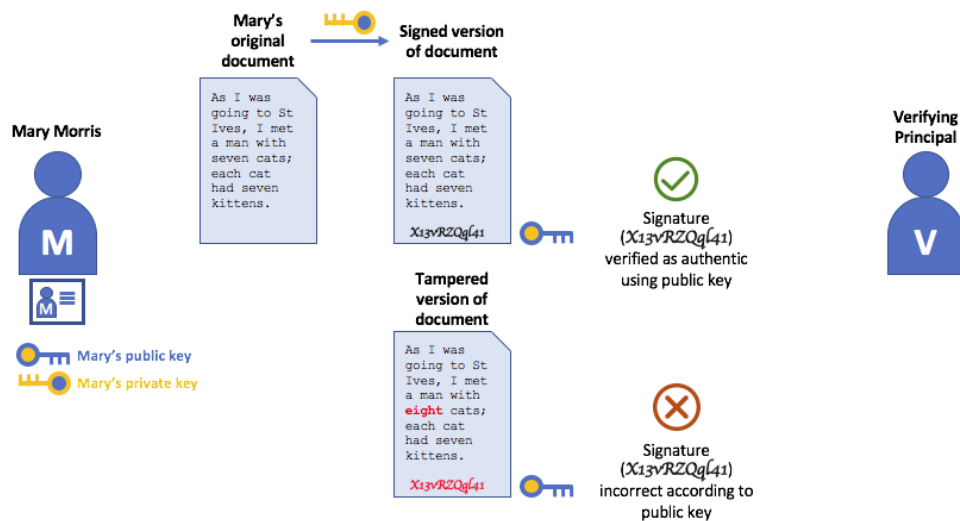 Mary's
original
document
Signed version
of document
As I was
going to St
Ives, I met
a man with
seven cats;
each cat
had seven
kittens.
As I was
going to St
Ives, I met
a man with
seven cats;
each cat
had seven
kittens.
X13vRZQql41
Mary Morris
M
M
Mary's public key
Mary's private key
Signature
(X13vRZQql41)
verified as authentic
using public key
Verifying
Principal
V
Tampered
version of
document
As I was
going to St
Ives, I met
a man with
eight cats;
each cat
had seven
kittens.
X13vRZQql41
Signature
(X13vRZQql41)
incorrect according to
public key